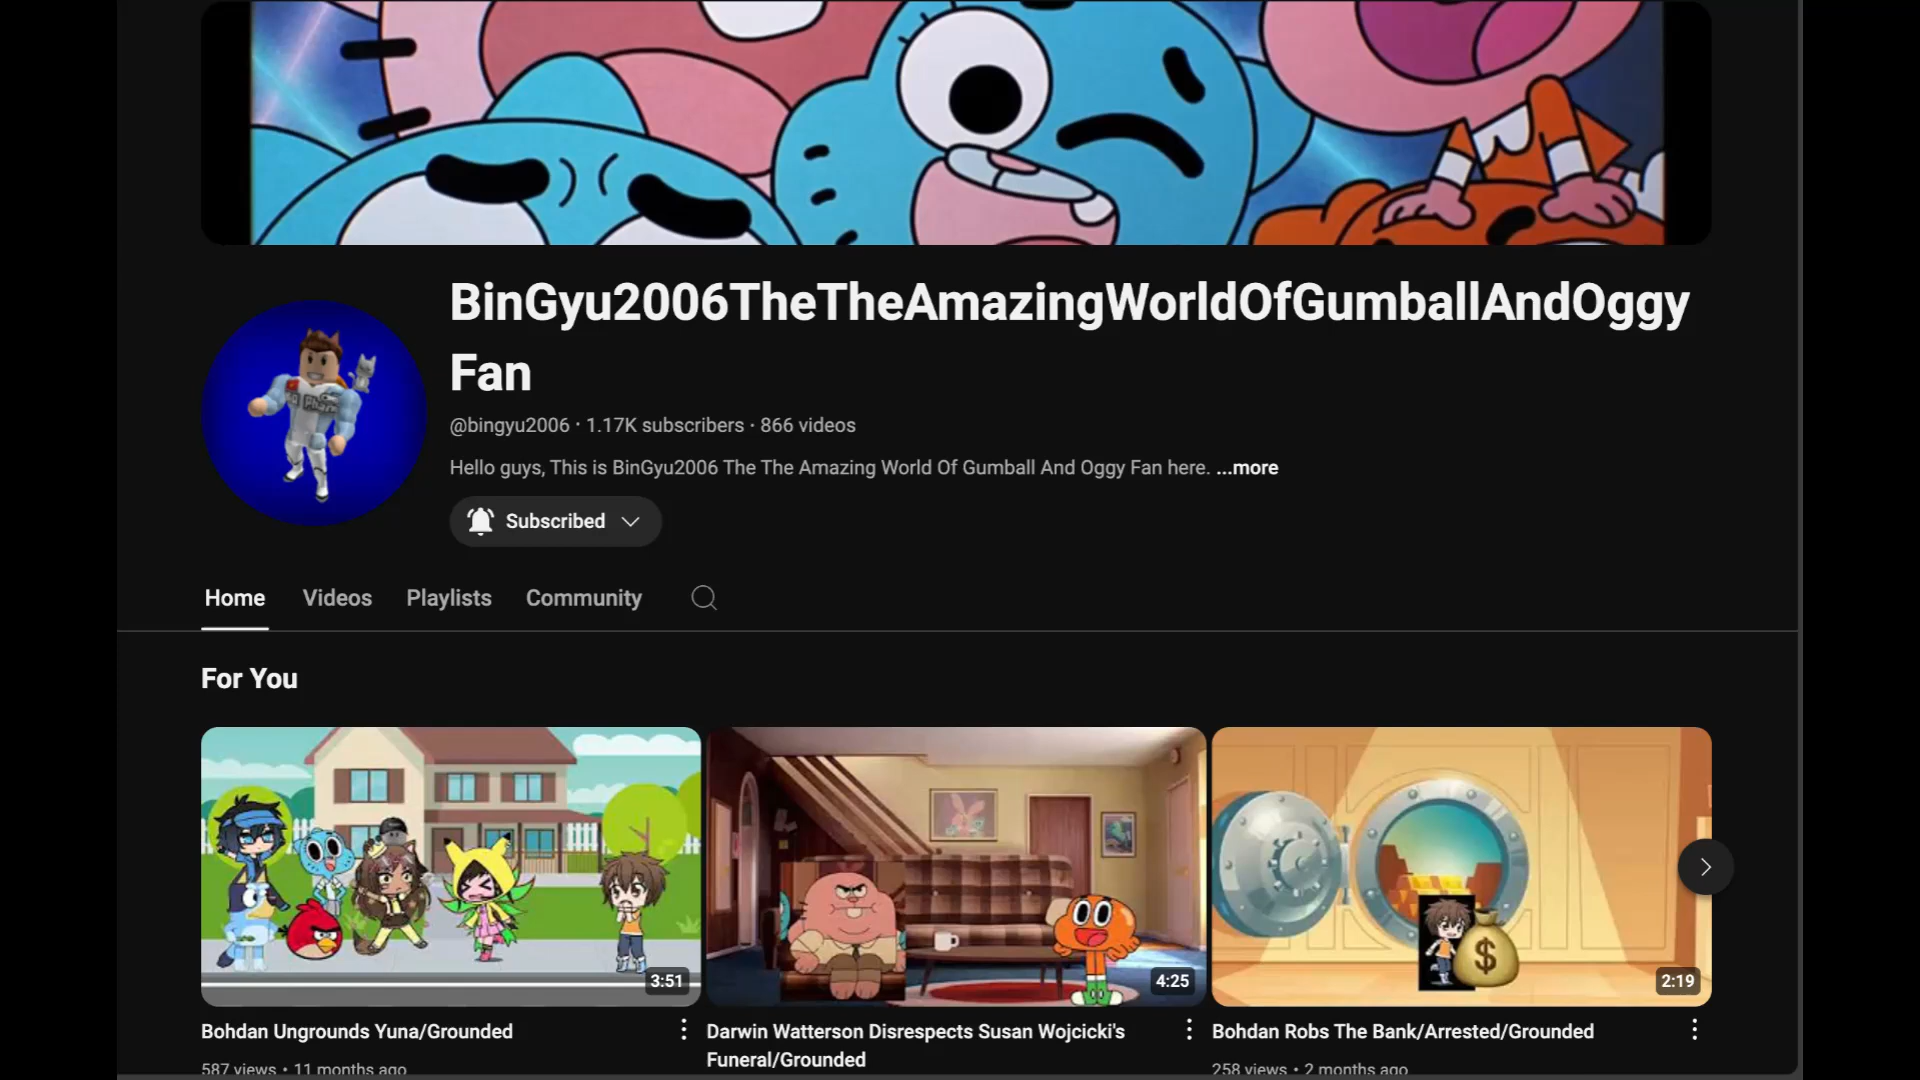 BinGyu2006TheTheAmazingWorldOfGumballAndOggy
Fan
@bingyu2006 · 1.17K subscribers · 866 videos
Hello guys, This is BinGyu2006 The The Amazing World Of Gumball And Oggy Fan here. ...more
Subscribed
Home Videos Playlists Community
For You
3:51
4:25
2:19
Bohdan Ungrounds Yuna/Grounded
Darwin Watterson Disrespects Susan Wojcicki's
Funeral/Grounded
Bohdan Robs The Bank/Arrested/Grounded
587 views · 11 months ago
258 views · 2 months ago